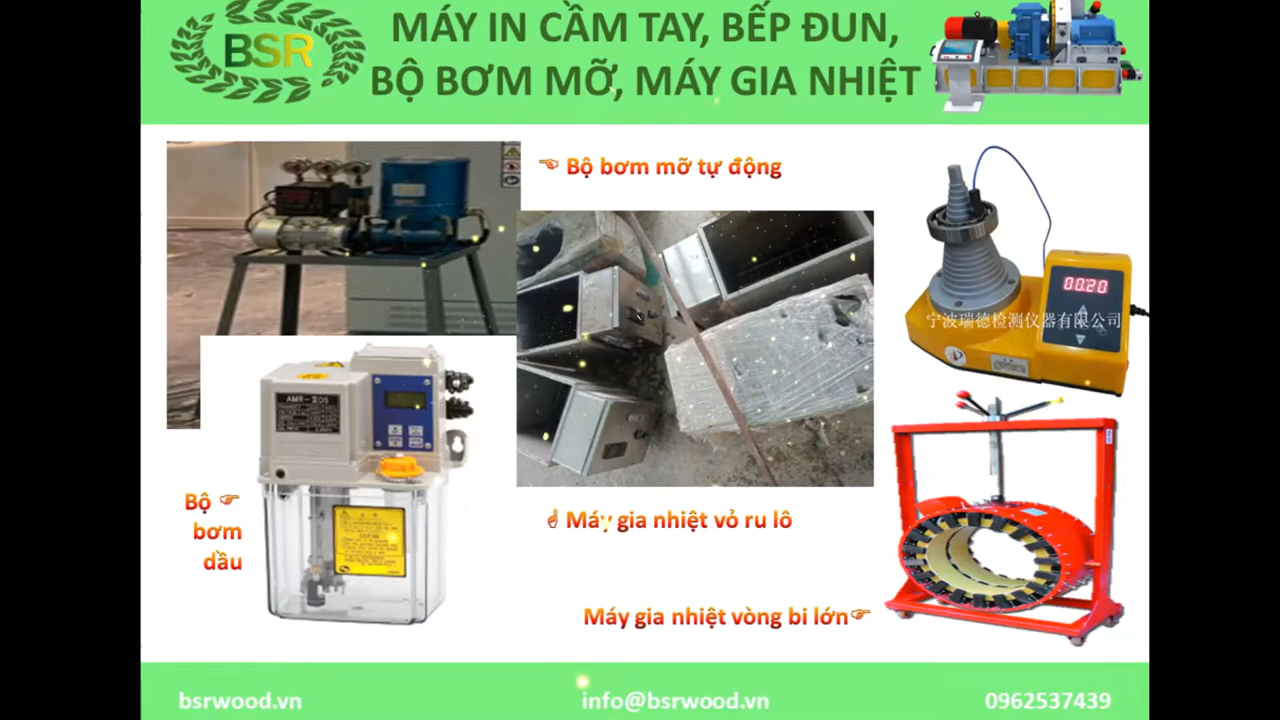 BSR
MÁY IN CẦM TAY, BẾP ĐUN,
BỘ BƠM MỠ, MÁY GIA NHIỆT
Bộ bơm mỡ tự động
00.20
宁波瑞德检测仪器有限公司
AMR-ⅢDS
Bộ
bơm
dầu
Máy gia nhiệt vỏ ru lô
Máy gia nhiệt vòng bi lớn
bsrwood.vn
info@bsrwood.vn
0962537439